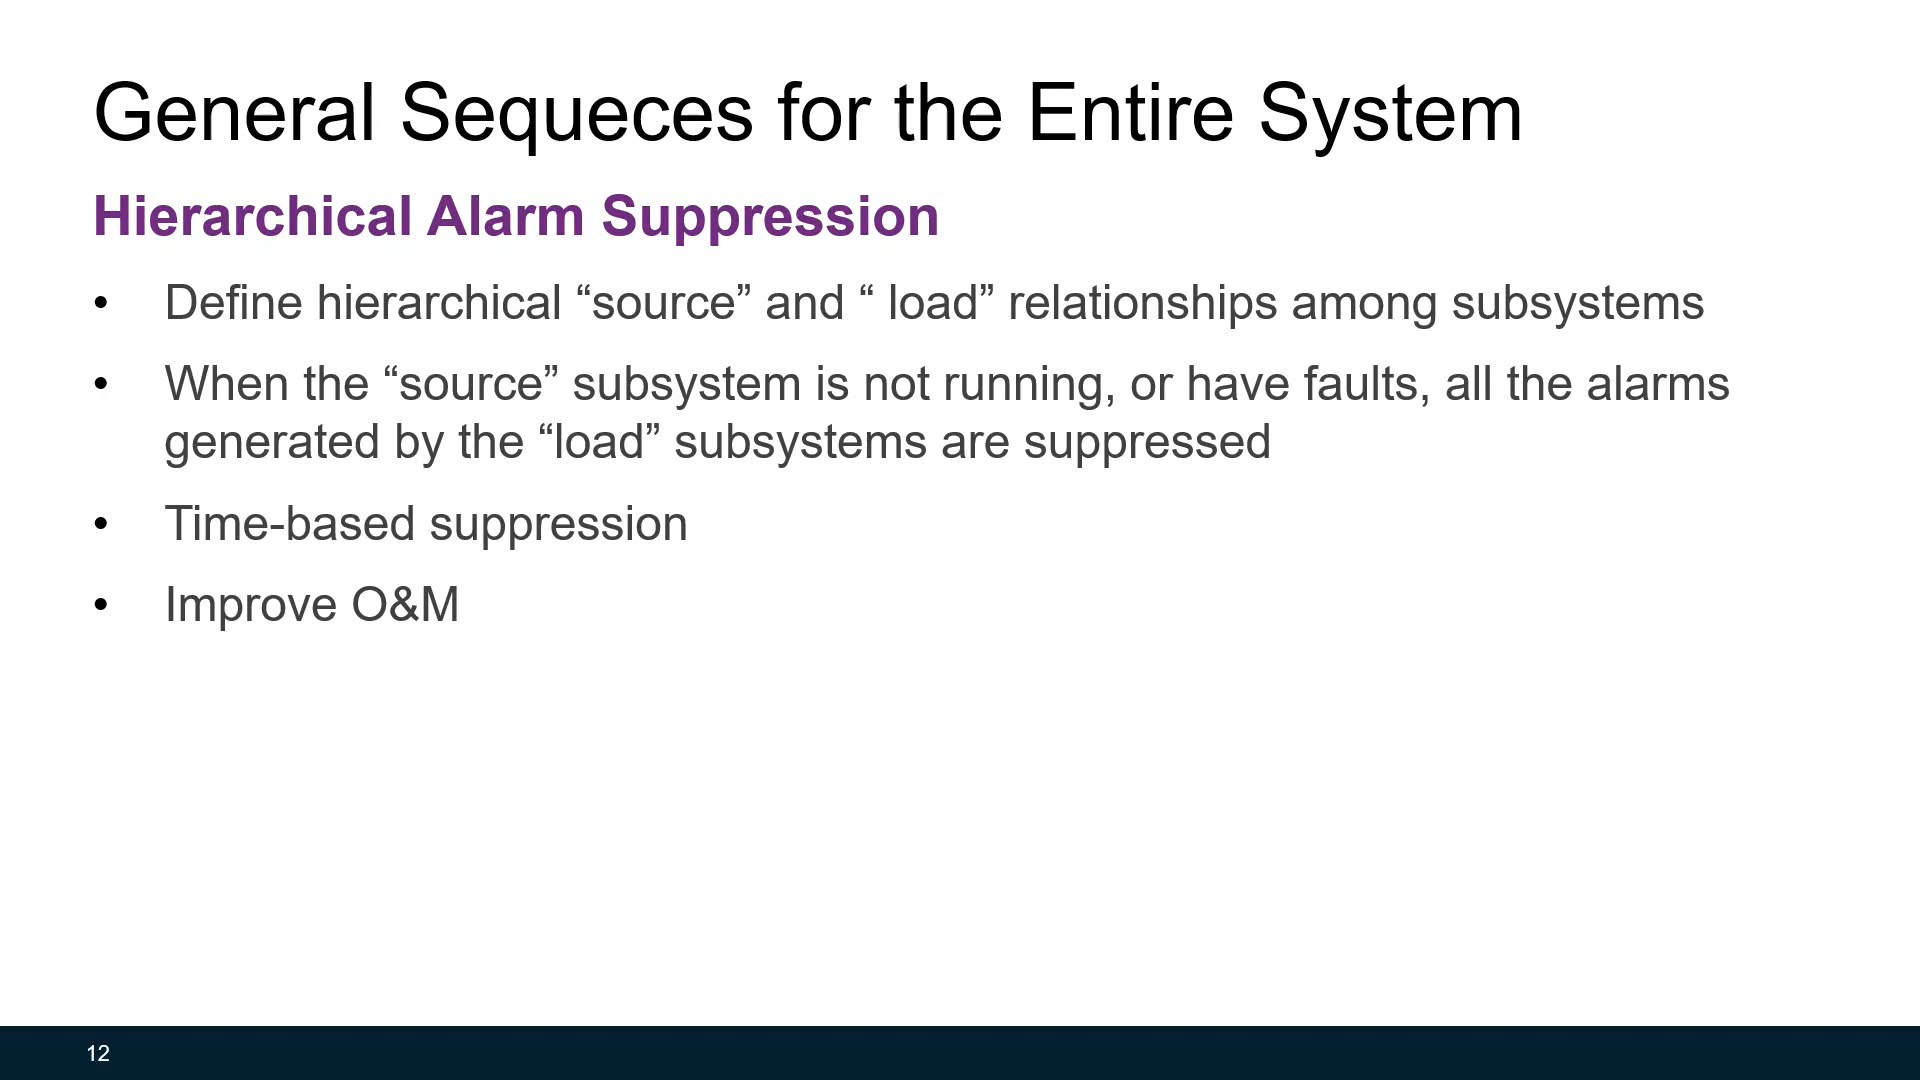 General Sequeces for the Entire System
Hierarchical Alarm Suppression
• Define hierarchical “source” and “ load” relationships among subsystems
• When the “source” subsystem is not running, or have faults, all the alarms
generated by the “load” subsystems are suppressed
• Time-based suppression
• Improve O&M
12